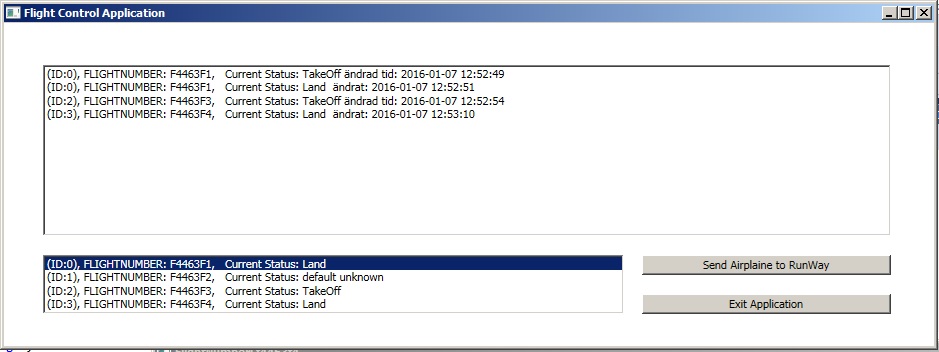 Flight Control Application
(ID:0), FLIGHTNUMBER: F4463F1, Current Status: TakeOff ändrad tid: 2016-01-07 12:52:49
(ID:0), FLIGHTNUMBER: F4463F1, Current Status: Land ändrat: 2016-01-07 12:52:51
(ID:2), FLIGHTNUMBER: F4463F3, Current Status: TakeOff ändrad tid: 2016-01-07 12:52:54
(ID:3), FLIGHTNUMBER: F4463F4, Current Status: Land ändrat: 2016-01-07 12:53:10
(ID:0), FLIGHTNUMBER: F4463F1, Current Status: Land
(ID:1), FLIGHTNUMBER: F4463F2, Current Status: default unknown
(ID:2), FLIGHTNUMBER: F4463F3, Current Status: TakeOff
(ID:3), FLIGHTNUMBER: F4463F4, Current Status: Land
Send Airplaine to RunWay
Exit Application